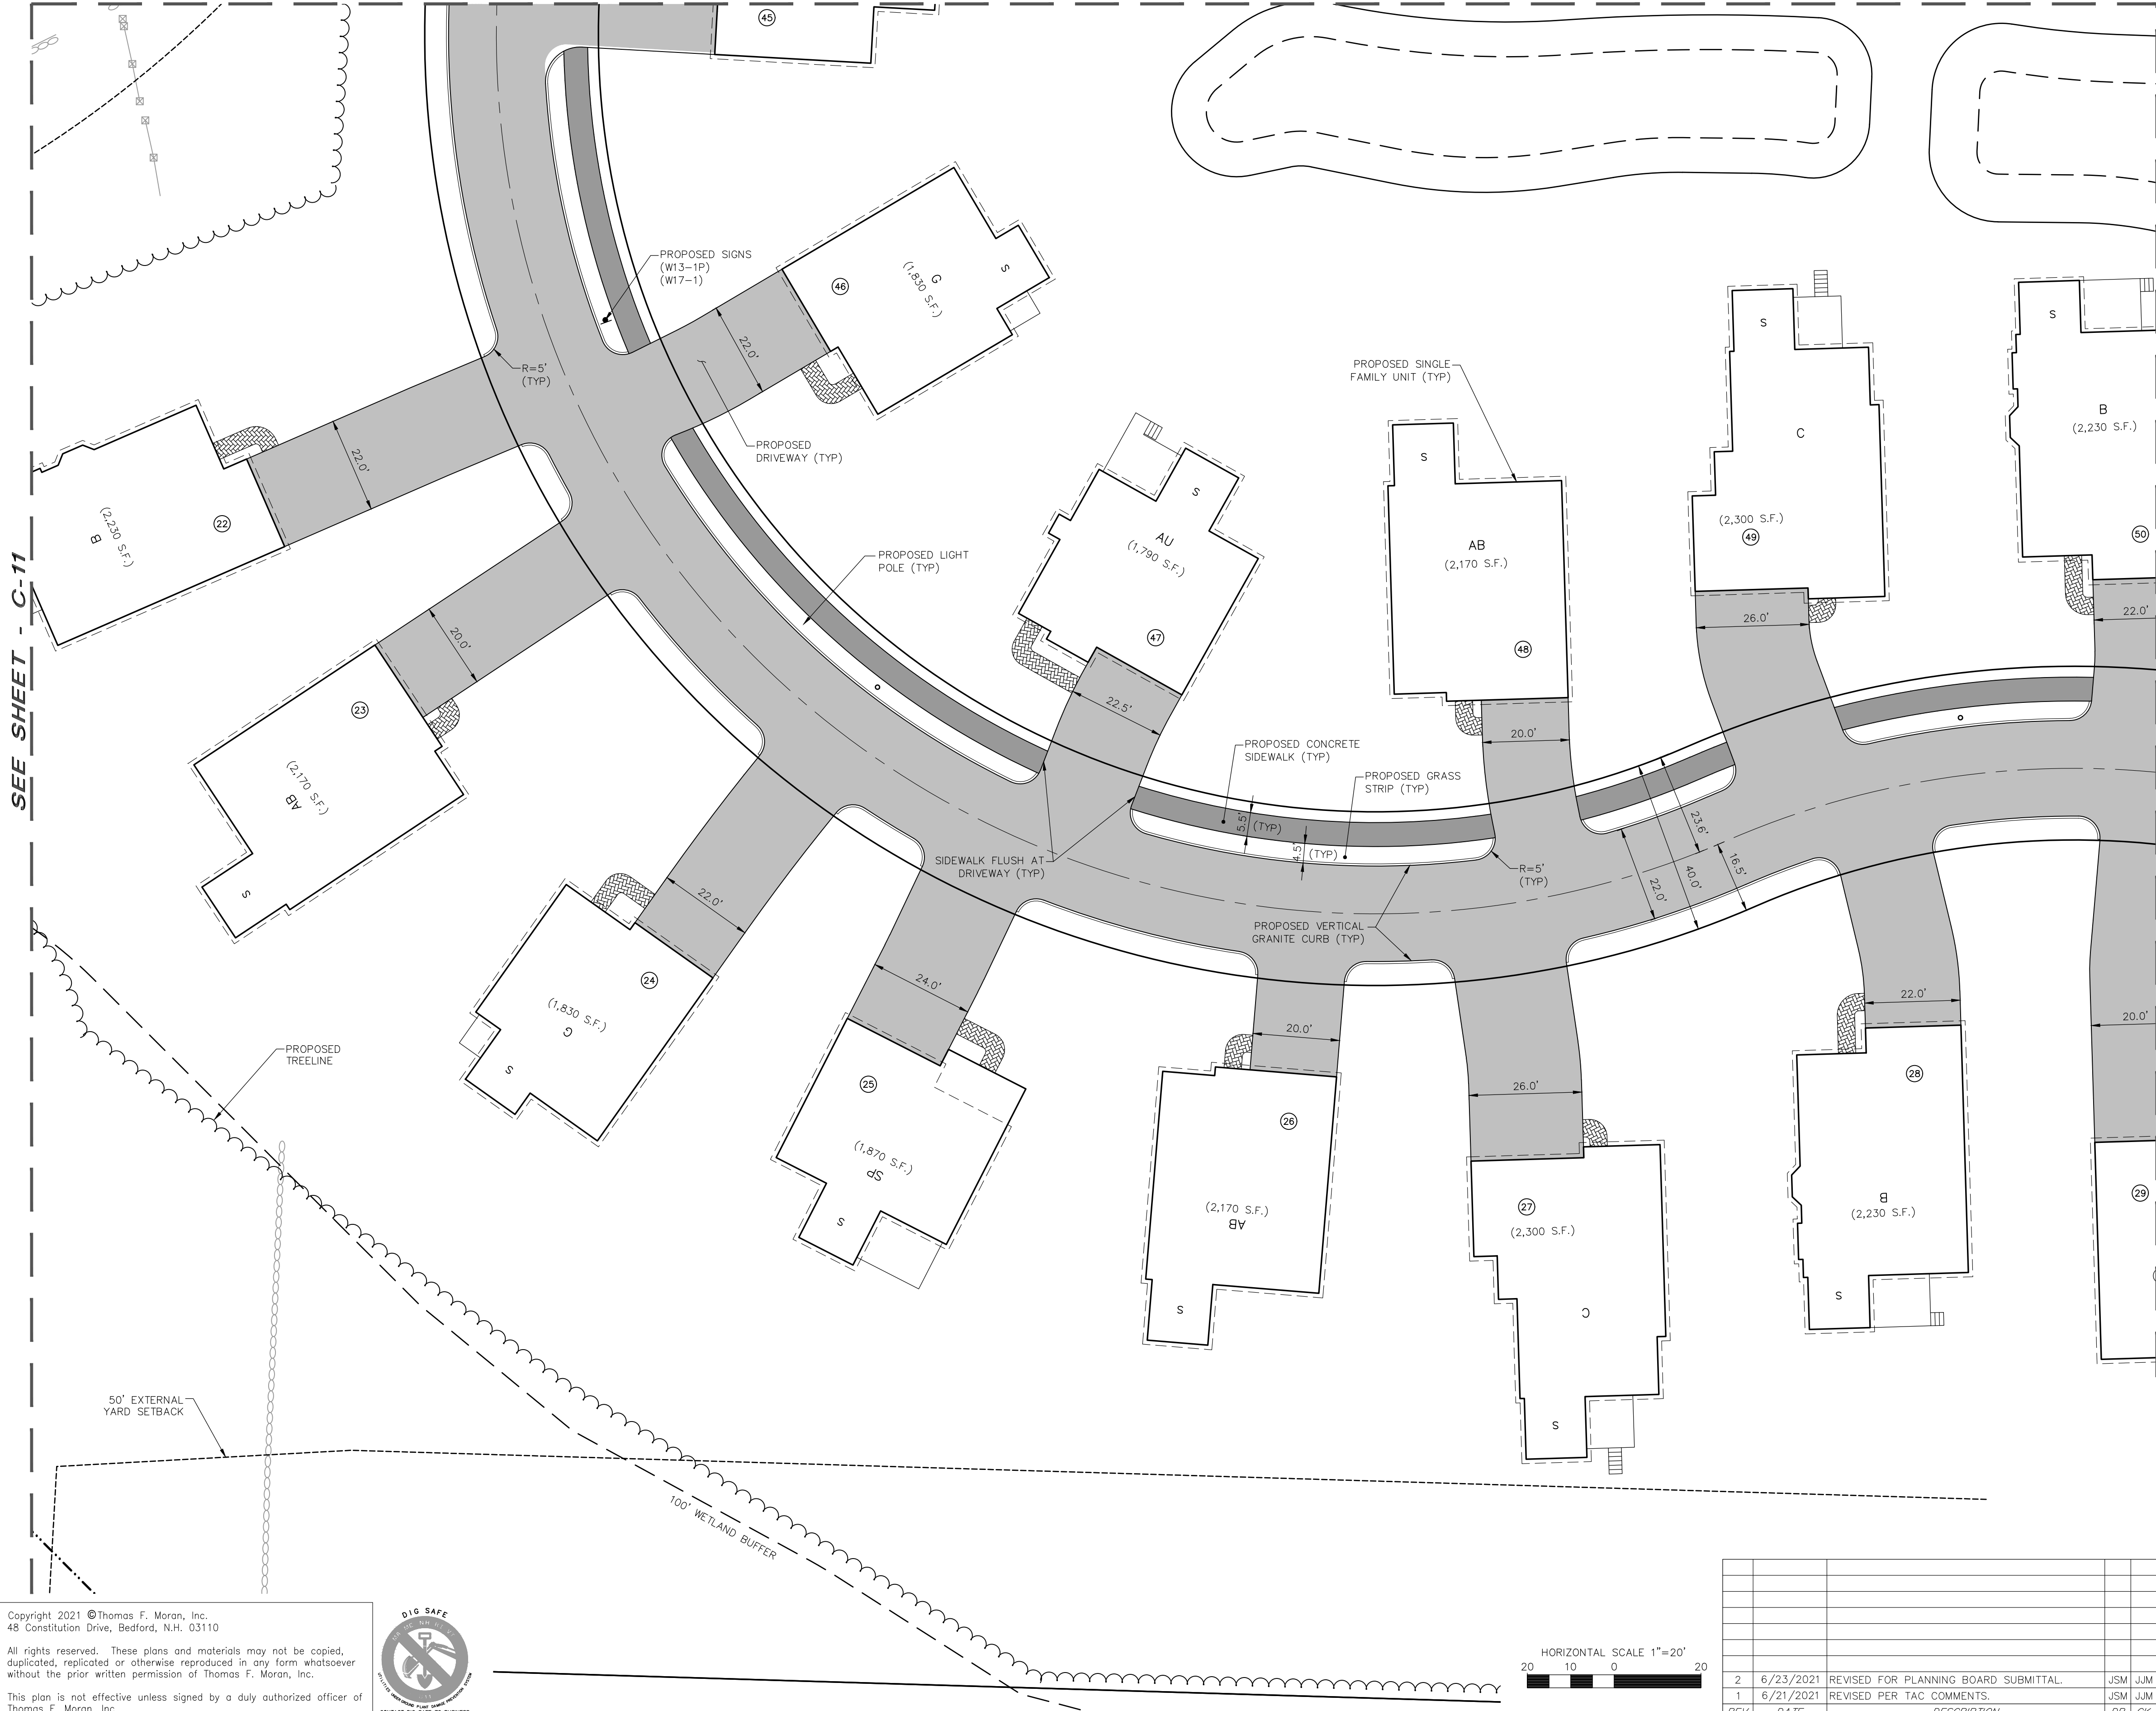 45
PROPOSED SIGNS
(W13-1P)
(W17-1)
46
G
(1,830 S.F.)
S
22.0'
R=5'
(TYP)
PROPOSED
DRIVEWAY (TYP)
22.0'
22
B
(2,230 S.F.)
PROPOSED SINGLE
FAMILY UNIT (TYP)
S
AB
(2,170 S.F.)
48
20.0'
S
C
(2,300 S.F.)
49
26.0'
S
B
(2,230 S.F.)
50
22.0'
SEE SHEET - C-11
PROPOSED LIGHT
POLE (TYP)
S
AU
(1,790 S.F.)
47
22.5'
20.0'
23
(2,170 S.F.)
AB
S
PROPOSED CONCRETE
SIDEWALK (TYP)
PROPOSED GRASS
STRIP (TYP)
5.5'
(TYP)
4.5'
(TYP)
SIDEWALK FLUSH AT
DRIVEWAY (TYP)
R=5'
(TYP)
23.6'
16.5'
40.0'
22.0'
PROPOSED VERTICAL
GRANITE CURB (TYP)
22.0'
24
(1,830 S.F.)
G
S
24.0'
25
(1,870 S.F.)
SP
S
20.0'
26
(2,170 S.F.)
AB
S
26.0'
27
(2,300 S.F.)
C
S
22.0'
28
B
(2,230 S.F.)
S
20.0'
29
PROPOSED
TREELINE
50' EXTERNAL
YARD SETBACK
100' WETLAND BUFFER
Copyright 2021 ©Thomas F. Moran, Inc.
48 Constitution Drive, Bedford, N.H. 03110
All rights reserved. These plans and materials may not be copied,
duplicated, replicated or otherwise reproduced in any form whatsoever
without the prior written permission of Thomas F. Moran, Inc.
This plan is not effective unless signed by a duly authorized officer of
Thomas F. Moran, Inc.
DIG SAFE
UTILITIES UNDERGROUND PLANT DAMAGE PREVENTION SYSTEM
HORIZONTAL SCALE 1"=20'
20 10 0 20
2 6/23/2021 REVISED FOR PLANNING BOARD SUBMITTAL. JSM JJM
1 6/21/2021 REVISED PER TAC COMMENTS. JSM JJM